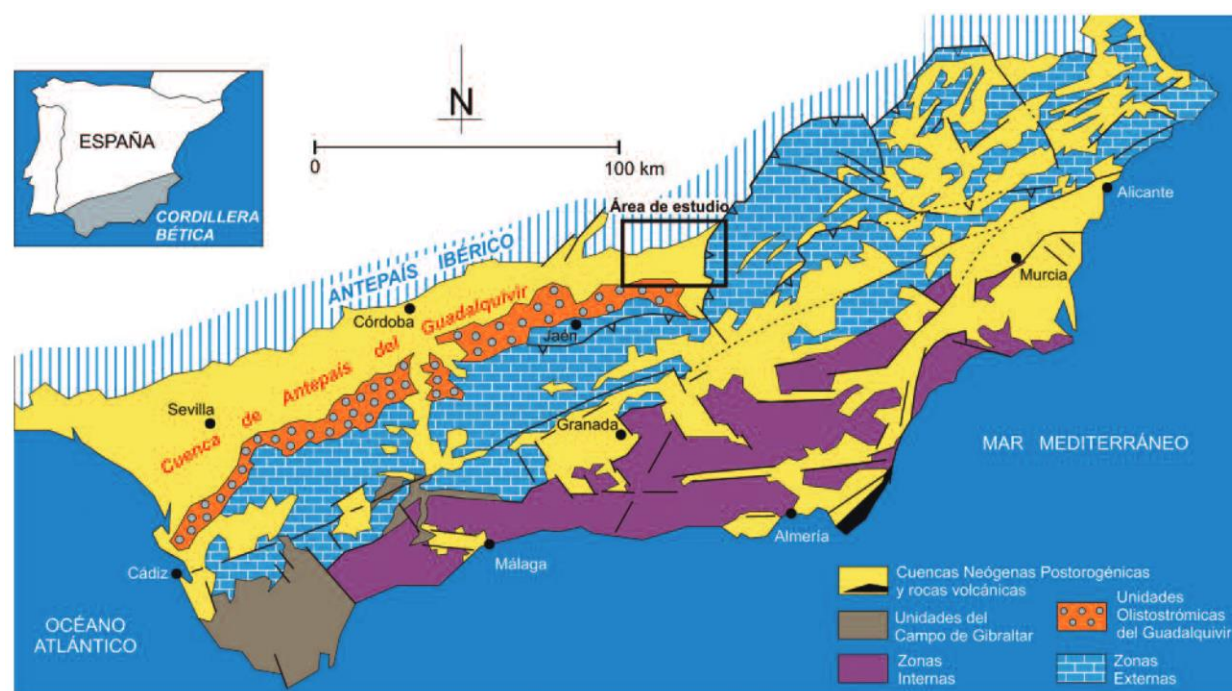 ESPAÑA
CORDILLERA
BÉTICA
N
0
100 km
Área de estudio
ANTEPAÍS IBÉRICO
Cuenca de Antepaís del Guadalquivir
Alicante
Murcia
Córdoba
Jaén
Sevilla
Granada
MAR MEDITERRÁNEO
Almería
Málaga
Cádiz
OCÉANO
ATLÁNTICO
Cuencas Neógenas Postorogénicas
y rocas volcánicas
Unidades del
Campo de Gibraltar
Zonas
Internas
Unidades
Olistostrómicas
del Guadalquivir
Zonas
Externas